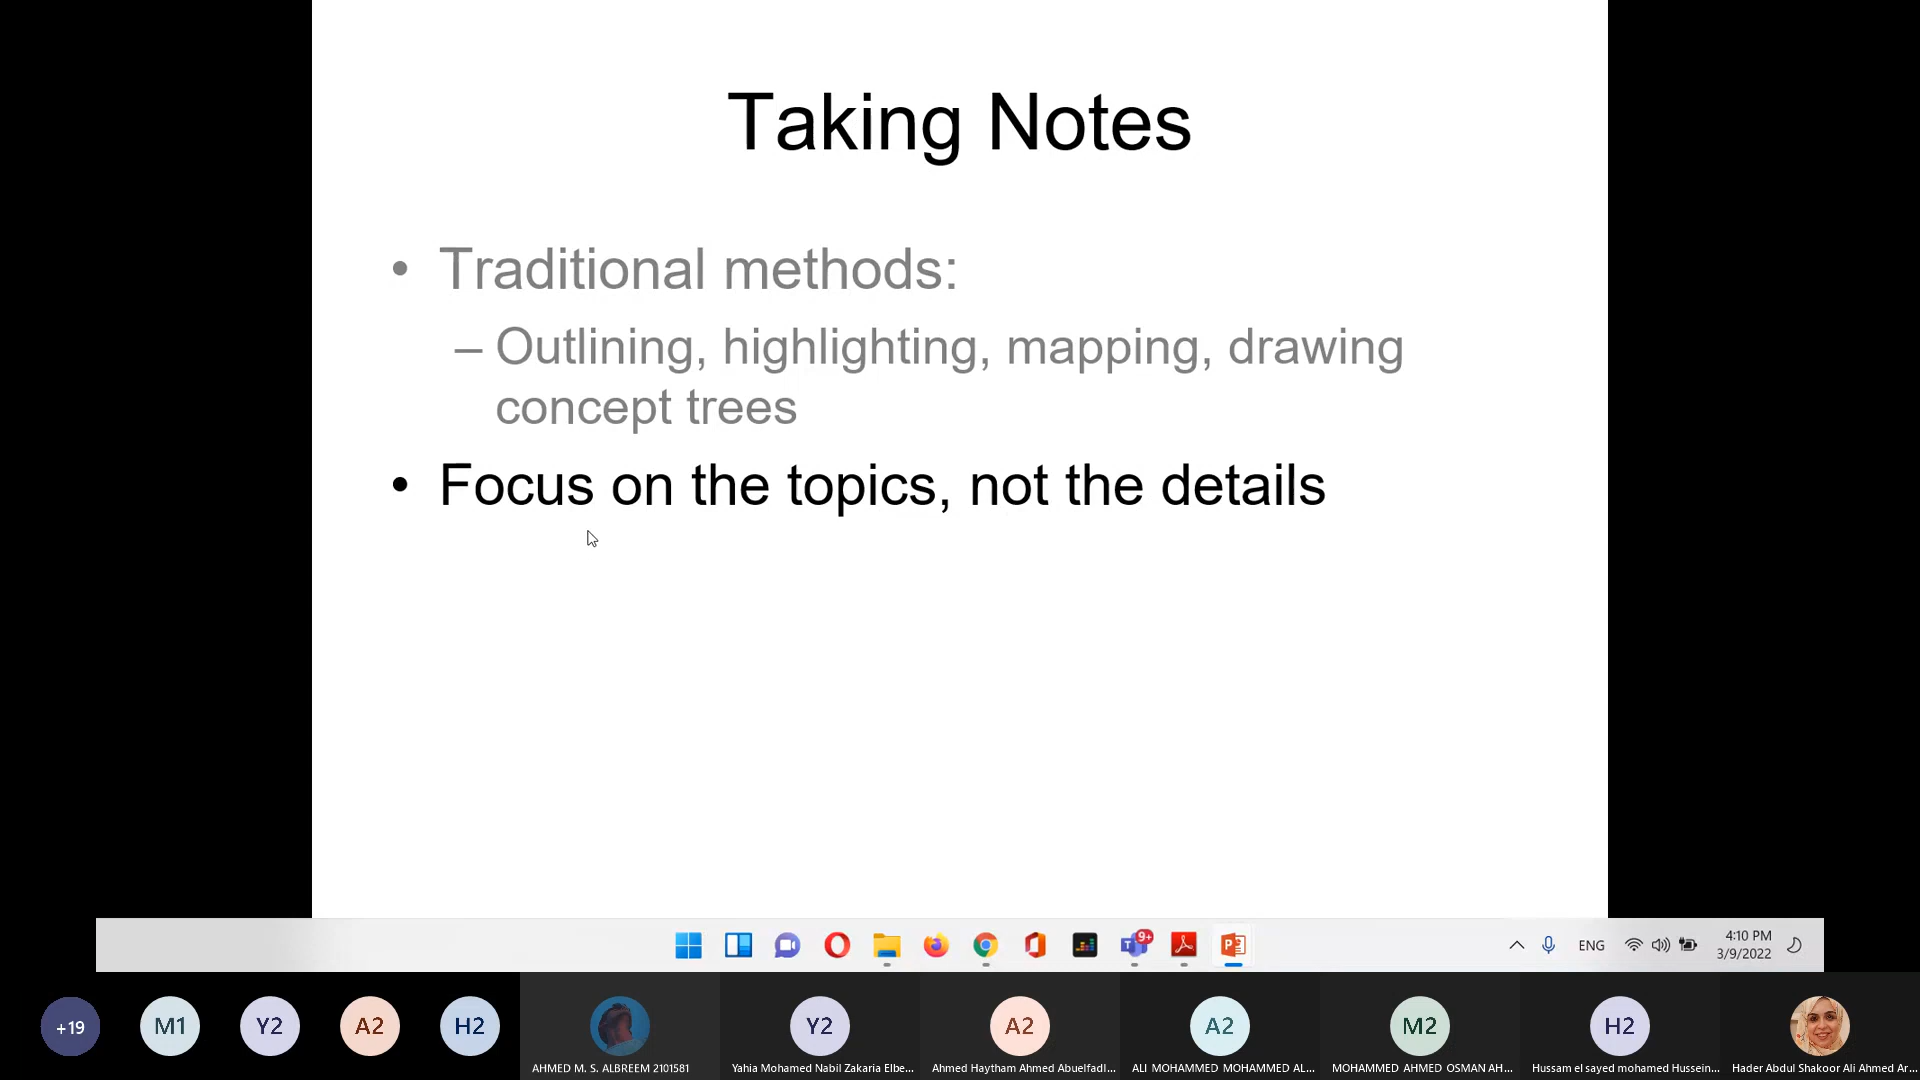 Taking Notes
• Traditional methods:
– Outlining, highlighting, mapping, drawing
concept trees
• Focus on the topics, not the details
9+
ENG
4:10 PM
3/9/2022
+19
M1
Y2
A2
H2
Y2
A2
A2
M2
H2
AHMED M. S. ALBREEM 2101581
Yahia Mohamed Nabil Zakaria Elbe...
Ahmed Haytham Ahmed Abuelfadl...
ALI MOHAMMED MOHAMMED AL...
MOHAMMED AHMED OSMAN AH...
Hussam el sayed mohamed Hussein...
Hader Abdul Shakoor Ali Ahmed Ar...